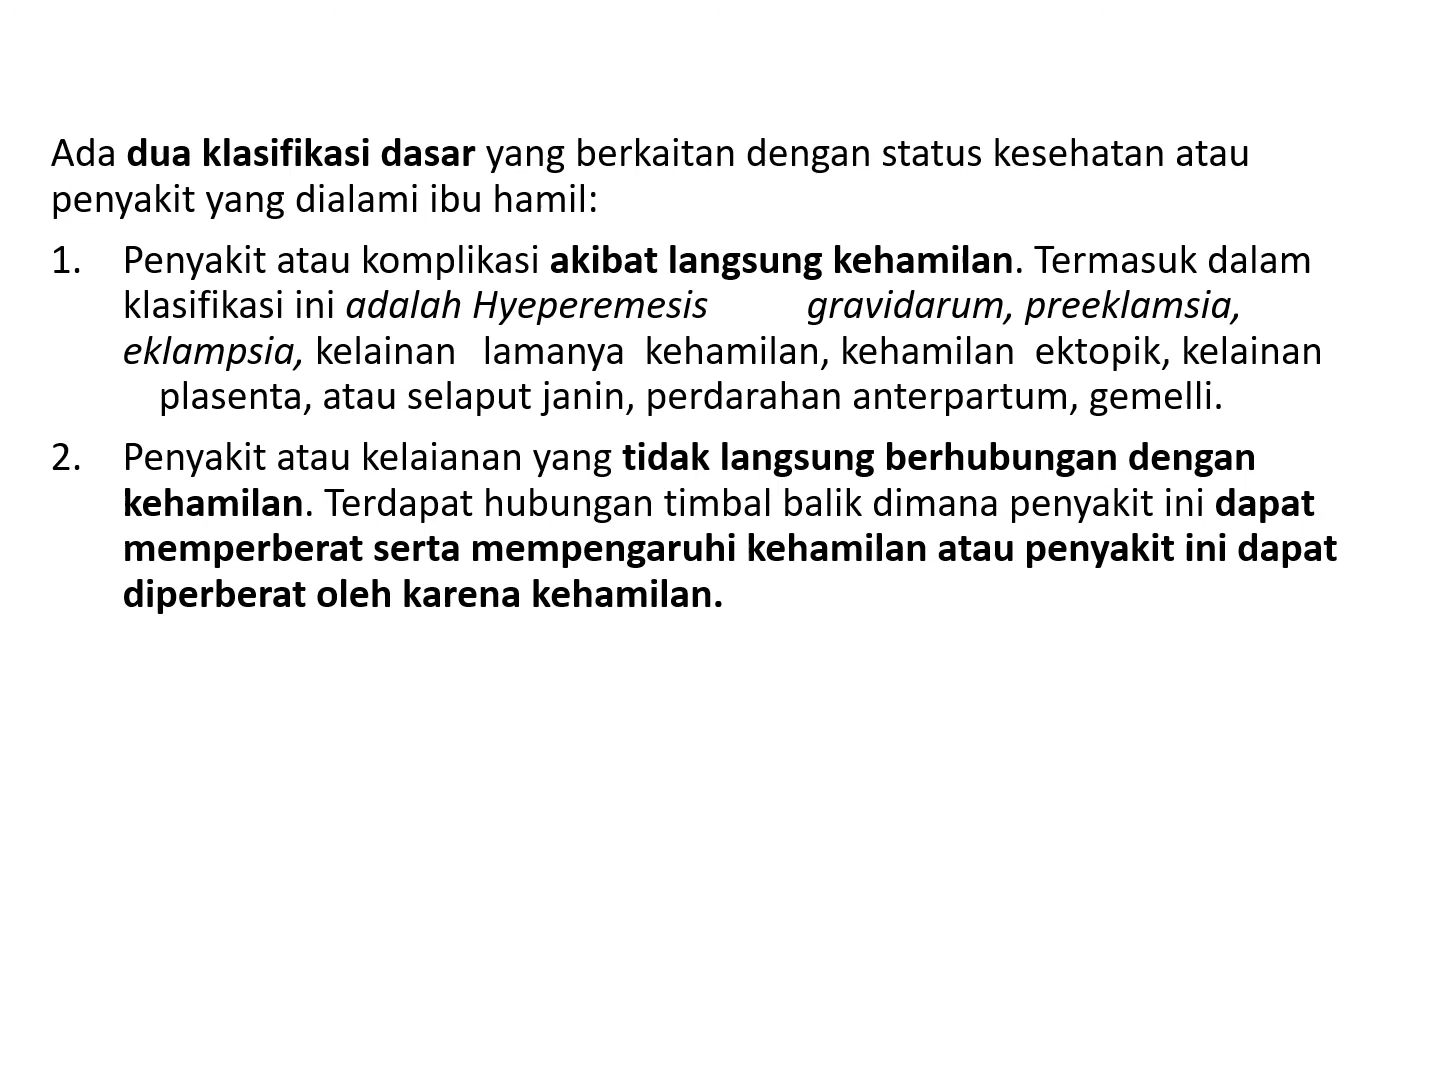 Ada dua klasifikasi dasar yang berkaitan dengan status kesehatan atau
penyakit yang dialami ibu hamil:
1. Penyakit atau komplikasi akibat langsung kehamilan. Termasuk dalam
klasifikasi ini adalah Hyeperemesis gravidarum, preeklamsia,
eklampsia, kelainan lamanya kehamilan, kehamilan ektopik, kelainan
plasenta, atau selaput janin, perdarahan anterpartum, gemelli.
2. Penyakit atau kelaianan yang tidak langsung berhubungan dengan
kehamilan. Terdapat hubungan timbal balik dimana penyakit ini dapat
memperberat serta mempengaruhi kehamilan atau penyakit ini dapat
diperberat oleh karena kehamilan.